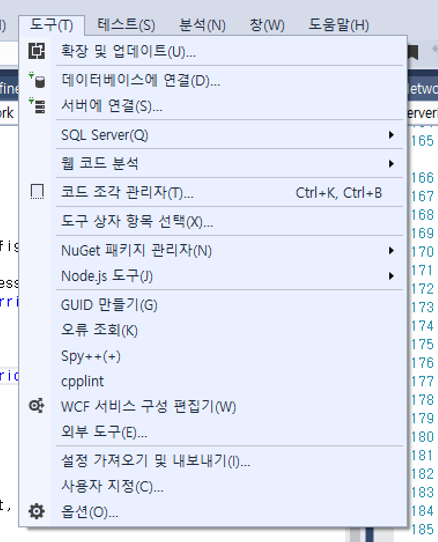 도구(T) 테스트(S) 분석(N) 창(W) 도움말(H)
확장 및 업데이트(U)...
데이터베이스에 연결(D)...
서버에 연결(S)...
SQL Server(Q)
웹 코드 분석
코드 조각 관리자(T)... Ctrl+K, Ctrl+B
도구 상자 항목 선택(X)...
NuGet 패키지 관리자(N)
Node.js 도구(J)
GUID 만들기(G)
오류 조회(K)
Spy++(+)
cpplint
WCF 서비스 구성 편집기(W)
외부 도구(E)...
설정 가져오기 및 내보내기(I)...
사용자 지정(C)...
옵션(O)...
165
166
167
168
169
170
171
172
173
174
175
176
177
178
179
180
181
182
183
184
185